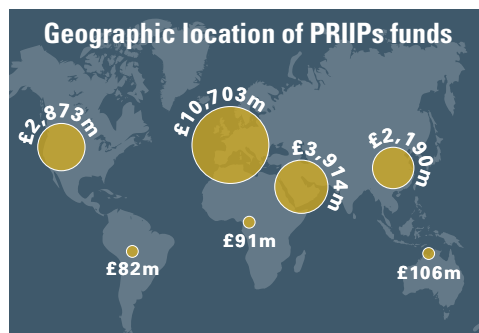 Geographic location of PRIIPs funds
£2,873m
£10,703m
£3,914m
£2,190m
£91m
£82m
£106m